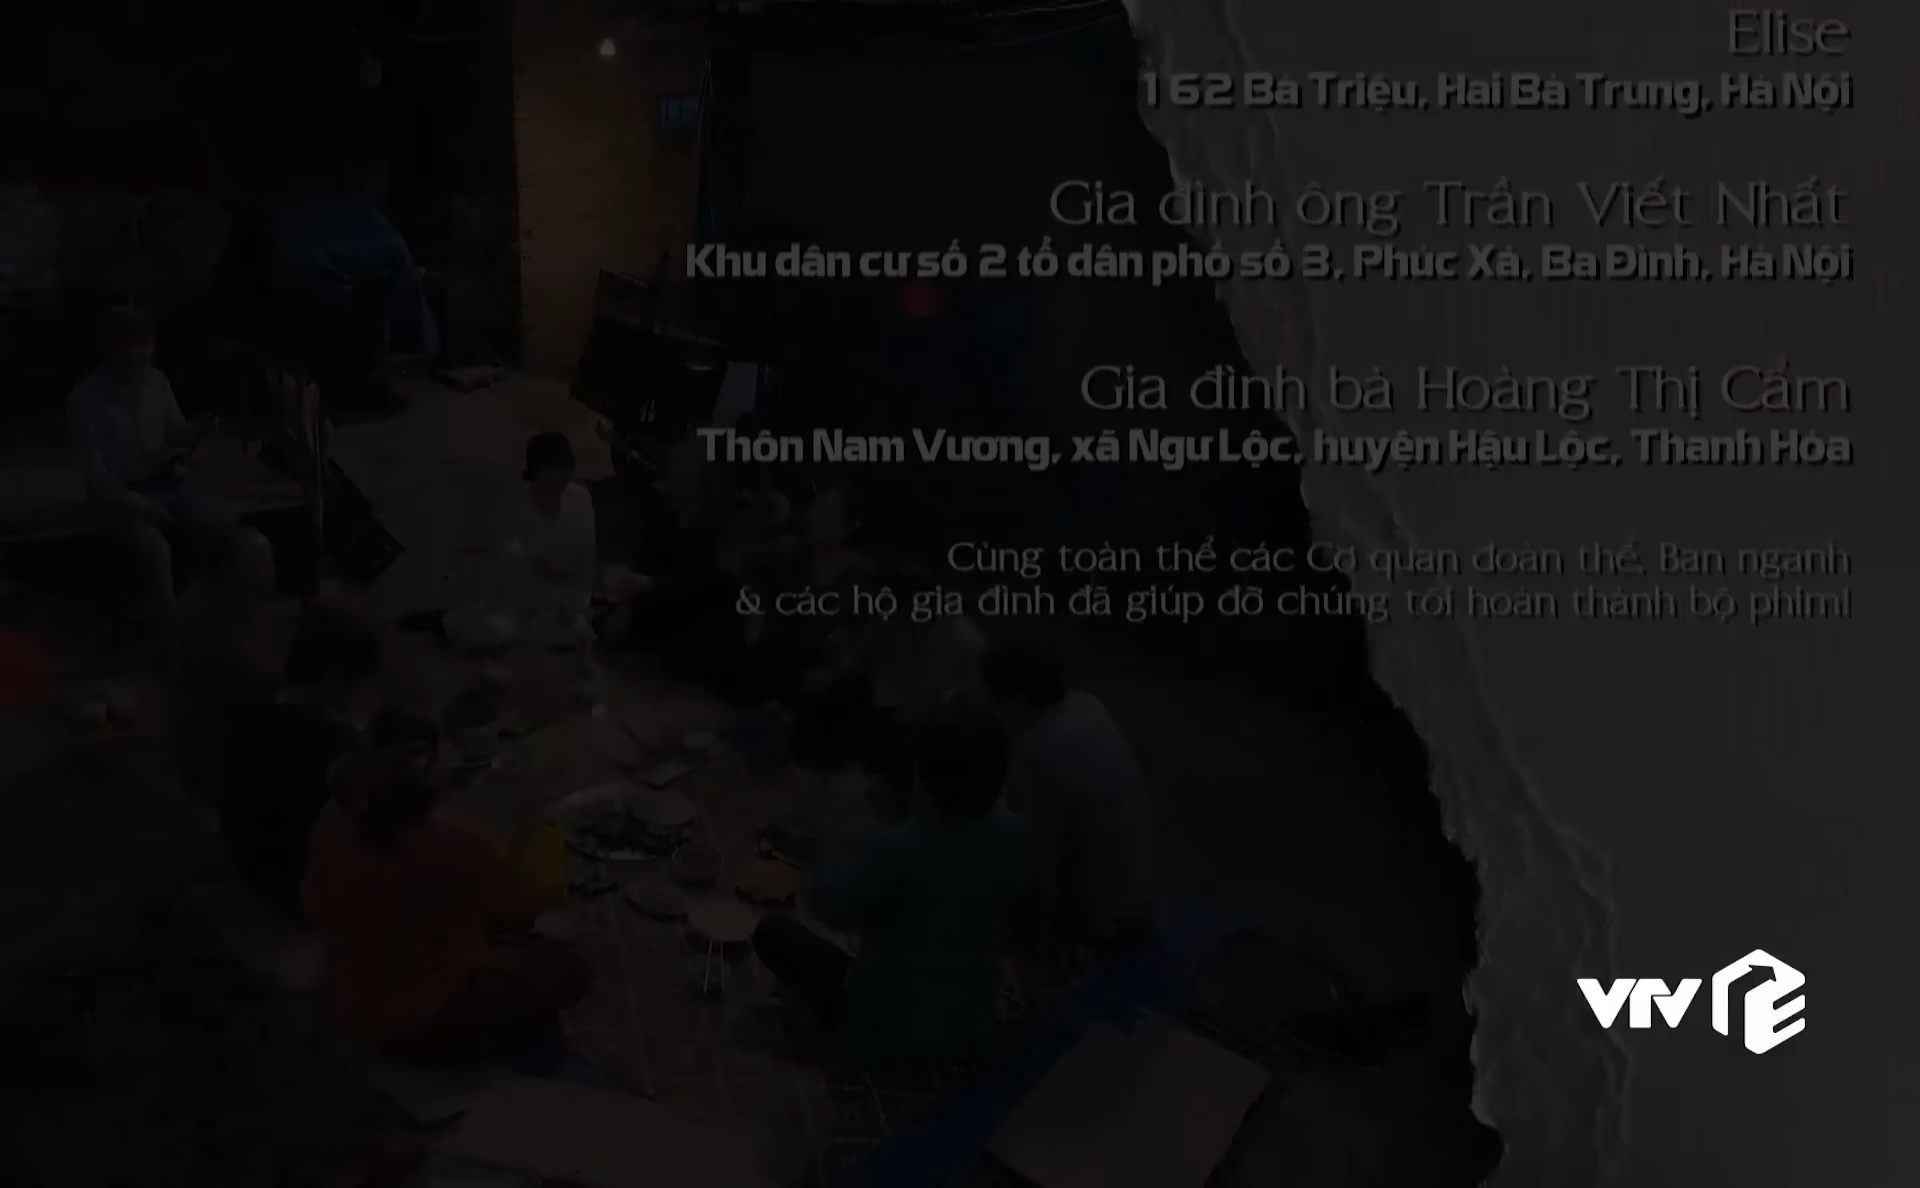 Elise
162 Bà Triệu, Hai Bà Trưng, Hà Nội
Gia đình ông Trần Viết Nhất
Khu dân cư số 2 tổ dân phố số 3, Phúc Xá, Ba Đình, Hà Nội
Gia đình bà Hoàng Thị Cẩm
Thôn Nam Vương, xã Ngư Lộc, huyện Hậu Lộc, Thanh Hóa
Cùng toàn thể các Cơ quan đoàn thể, Ban ngành
& các hộ gia đình đã giúp đỡ chúng tôi hoàn thành bộ phim!
VTV